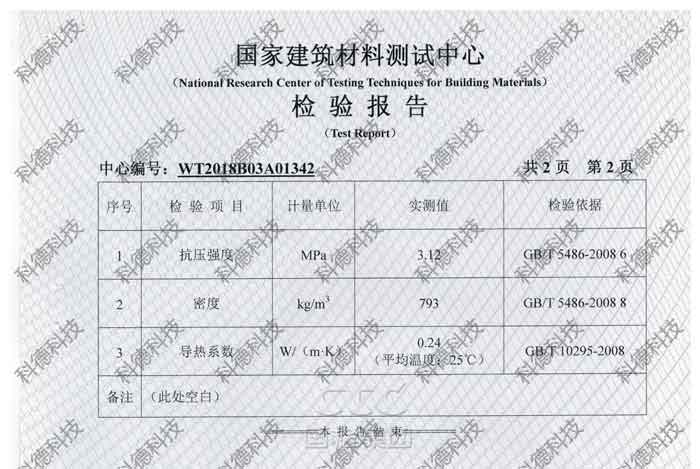 国家建筑材料测试中心
(National Research Center of Testing Techniques for Building Materials)
检验报告
(Test Report)
中心编号：WT2018B03A01342 共 2 页 第 2 页
序号 检验项目 计量单位 实测值 检验依据
1 抗压强度 MPa 3.12 GB/T 5486-2008 6
2 密度 kg/m³ 793 GB/T 5486-2008 8
3 导热系数 W/（m·K） 0.24 GB/T 10295-2008
（平均温度：25℃）
备注 （此处空白）
本报告结束
科德科技